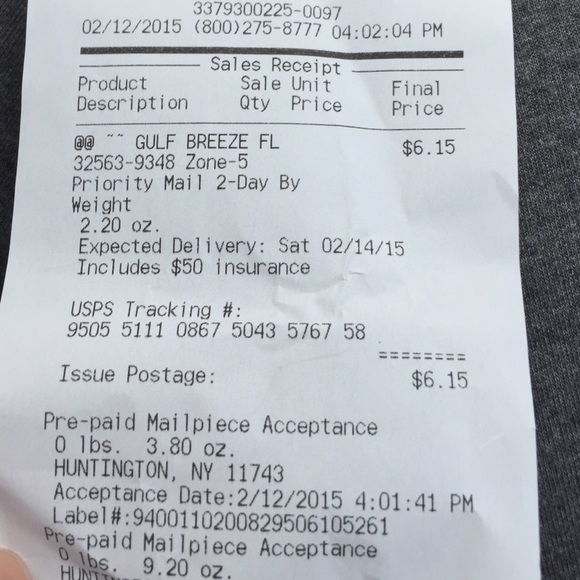 3379300225-0097
02/12/2015 (800)275-8777 04:02:04 PM
Sales Receipt
Product Sale Unit Final
Description Qty Price Price
@@ ~~ GULF BREEZE FL $6.15
32563-9348 Zone-5
Priority Mail 2-Day By
Weight
2.20 oz.
Expected Delivery: Sat 02/14/15
Includes $50 insurance
USPS Tracking #:
9505 5111 0867 5043 5767 58
========
Issue Postage: $6.15
Pre-paid Mailpiece Acceptance
0 lbs. 3.80 oz.
HUNTINGTON, NY 11743
Acceptance Date:2/12/2015 4:01:41 PM
Label#:9400110200829506105261
Pre-paid Mailpiece Acceptance
0 lbs. 9.20 oz.